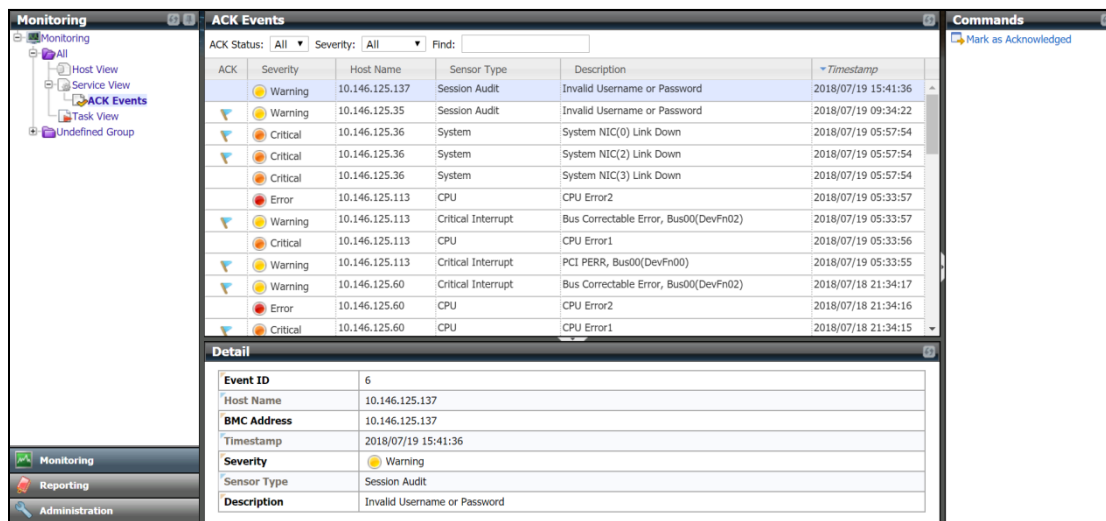 Monitoring
Monitoring
All
Host View
Service View
ACK Events
Task View
Undefined Group
Monitoring
Reporting
Administration
ACK Events
ACK Status: All Severity: All Find:
ACK Severity Host Name Sensor Type Description Timestamp
Warning 10.146.125.137 Session Audit Invalid Username or Password 2018/07/19 15:41:36
Warning 10.146.125.35 Session Audit Invalid Username or Password 2018/07/19 09:34:22
Critical 10.146.125.36 System System NIC(0) Link Down 2018/07/19 05:57:54
Critical 10.146.125.36 System System NIC(2) Link Down 2018/07/19 05:57:54
Critical 10.146.125.36 System System NIC(3) Link Down 2018/07/19 05:57:54
Error 10.146.125.113 CPU CPU Error2 2018/07/19 05:33:57
Warning 10.146.125.113 Critical Interrupt Bus Correctable Error, Bus00(DevFn02) 2018/07/19 05:33:57
Critical 10.146.125.113 CPU CPU Error1 2018/07/19 05:33:56
Warning 10.146.125.113 Critical Interrupt PCI PERR, Bus00(DevFn00) 2018/07/19 05:33:55
Warning 10.146.125.60 Critical Interrupt Bus Correctable Error, Bus00(DevFn02) 2018/07/18 21:34:17
Error 10.146.125.60 CPU CPU Error2 2018/07/18 21:34:16
Critical 10.146.125.60 CPU CPU Error1 2018/07/18 21:34:15
Detail
Event ID 6
Host Name 10.146.125.137
BMC Address 10.146.125.137
Timestamp 2018/07/19 15:41:36
Severity Warning
Sensor Type Session Audit
Description Invalid Username or Password
Commands
Mark as Acknowledged